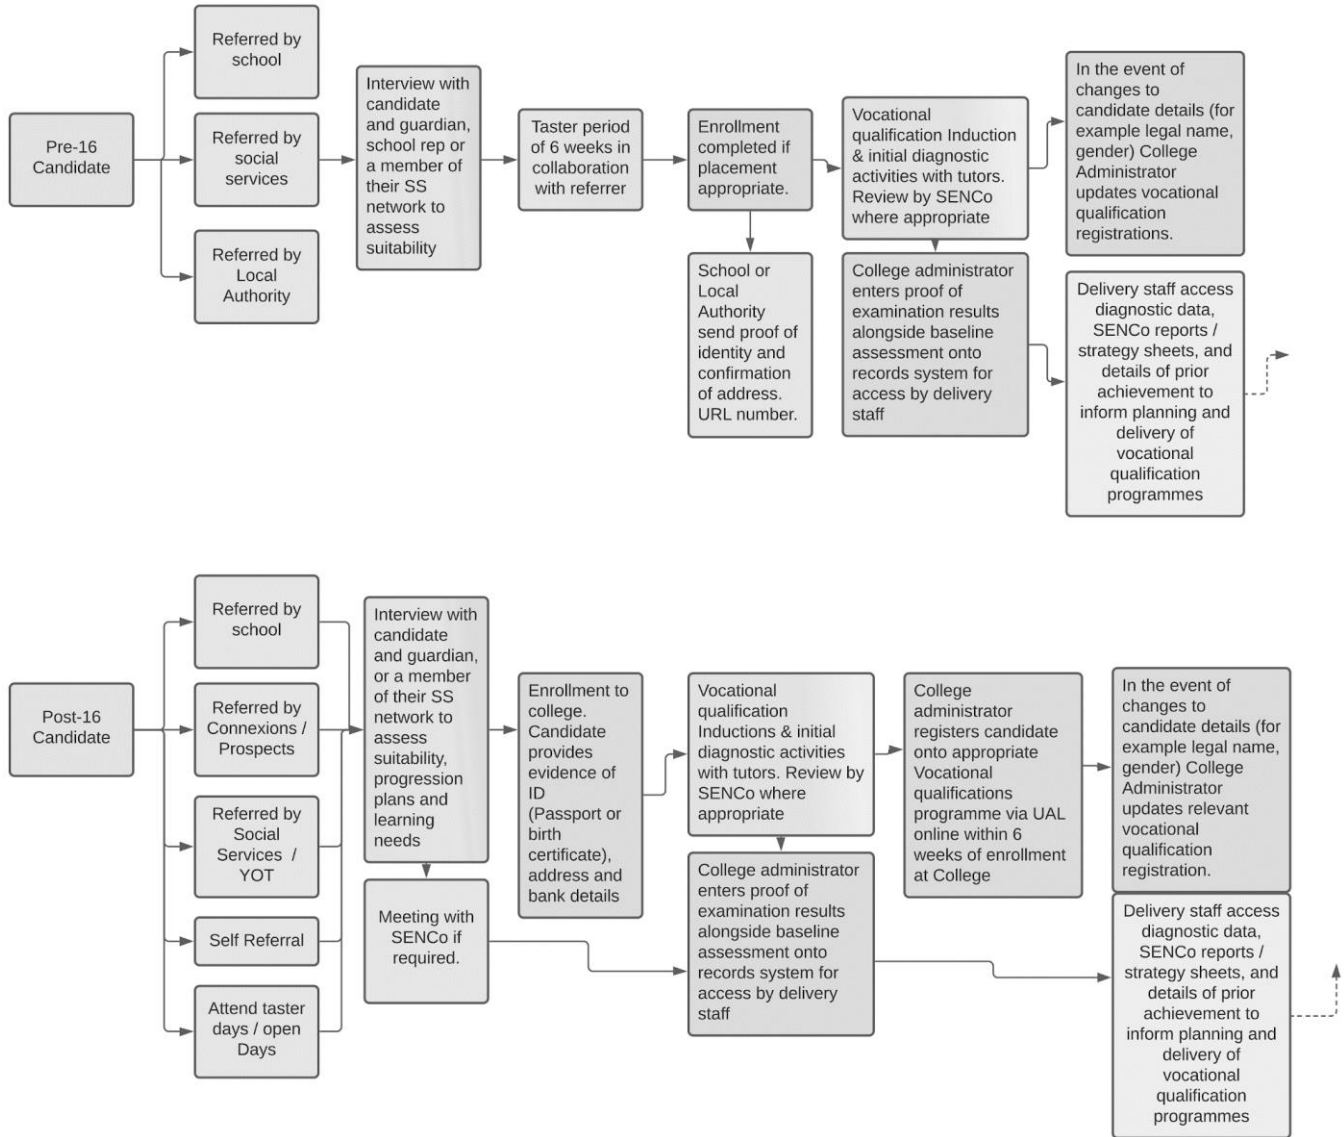 Pre-16
Candidate
Referred by
school
Referred by
social
services
Referred by
Local
Authority
Interview with
candidate
and guardian,
school rep or
a member of
their SS
network to
assess
suitability
Taster period
of 6 weeks in
collaboration
with referrer
Enrollment
completed if
placement
appropriate.
School or
Local
Authority
send proof of
identity and
confirmation
of address.
URL number.
Vocational
qualification Induction
& initial diagnostic
activities with tutors.
Review by SENCo
where appropriate
College administrator
enters proof of
examination results
alongside baseline
assessment onto
records system for
access by delivery
staff
In the event of
changes to
candidate details (for
example legal name,
gender) College
Administrator
updates vocational
qualification
registrations.
Delivery staff access
diagnostic data,
SENCo reports /
strategy sheets, and
details of prior
achievement to
inform planning and
delivery of
vocational
qualification
programmes
Post-16
Candidate
Referred by
school
Referred by
Connexions /
Prospects
Referred by
Social
Services /
YOT
Self Referral
Attend taster
days / open
Days
Interview with
candidate
and guardian,
or a member
of their SS
network to
assess
suitability,
progression
plans and
learning
needs
Meeting with
SENCo if
required.
Enrollment to
college.
Candidate
provides
evidence of
ID
(Passport or
birth
certificate),
address and
bank details
Vocational
qualification
Inductions & initial
diagnostic activities
with tutors. Review by
SENCo where
appropriate
College administrator
enters proof of
examination results
alongside baseline
assessment onto
records system for
access by delivery
staff
College
administrator
registers candidate
onto appropriate
Vocational
qualifications
programme via UAL
online within 6
weeks of enrollment
at College
In the event of
changes to
candidate details (for
example legal name,
gender) College
Administrator
updates relevant
vocational
qualification
registration.
Delivery staff access
diagnostic data,
SENCo reports /
strategy sheets, and
details of prior
achievement to
inform planning and
delivery of
vocational
qualification
programmes